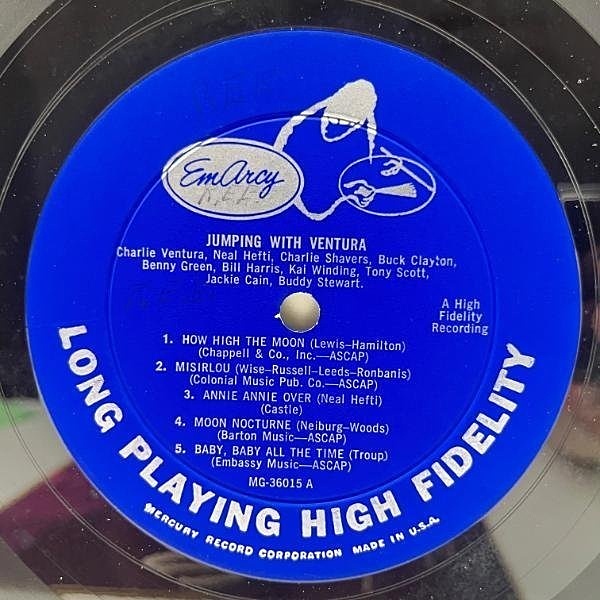 EmArcy
JUMPING WITH VENTURA
Charlie Ventura, Neal Hefti, Charlie Shavers, Buck Clayton,
Benny Green, Bill Harris, Kai Winding, Tony Scott,
Jackie Cain, Buddy Stewart.
A High
Fidelity
Recording
1. HOW HIGH THE MOON (Lewis—Hamilton)
(Chappell & Co., Inc.—ASCAP)
2. MISIRLOU (Wise—Russell—Leeds—Ronbanis)
(Colonial Music Pub. Co.—ASCAP)
3. ANNIE ANNIE OVER (Neal Hefti)
(Castle)
4. MOON NOCTURNE (Neiburg—Woods)
(Barton Music—ASCAP)
5. BABY, BABY ALL THE TIME (Troup)
(Embassy Music—ASCAP)
MG-36015 A
LONG PLAYING HIGH FIDELITY
MERCURY RECORD CORPORATION MADE IN U.S.A.